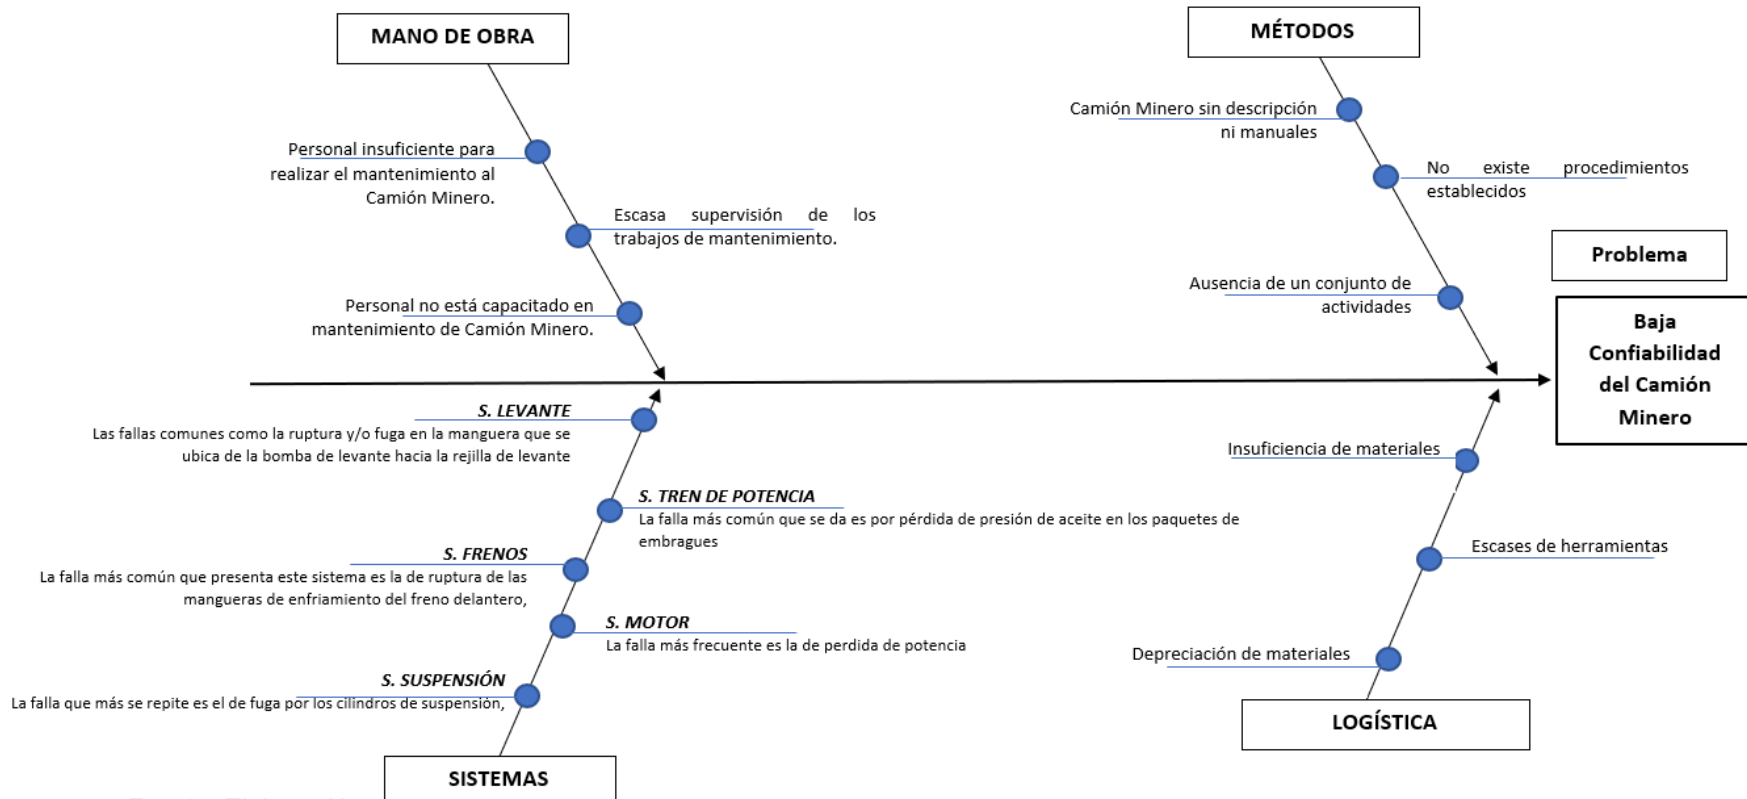 MANO DE OBRA
MÉTODOS
Camión Minero sin descripción
ni manuales
Personal insuficiente para
realizar el mantenimiento al
Camión Minero.
No existe procedimientos
establecidos
Escasa supervisión de los
trabajos de mantenimiento.
Problema
Ausencia de un conjunto de
actividades
Personal no está capacitado en
mantenimiento de Camión Minero.
Baja
Confiabilidad
del Camión
Minero
S. LEVANTE
Las fallas comunes como la ruptura y/o fuga en la manguera que se
ubica de la bomba de levante hacia la rejilla de levante
Insuficiencia de materiales
S. TREN DE POTENCIA
La falla más común que se da es por pérdida de presión de aceite en los paquetes de
embragues
Escases de herramientas
S. FRENOS
La falla más común que presenta este sistema es la de ruptura de las
mangueras de enfriamiento del freno delantero,
S. MOTOR
La falla más frecuente es la de perdida de potencia
Depreciación de materiales
S. SUSPENSIÓN
La falla que más se repite es el de fuga por los cilindros de suspensión,
LOGÍSTICA
SISTEMAS